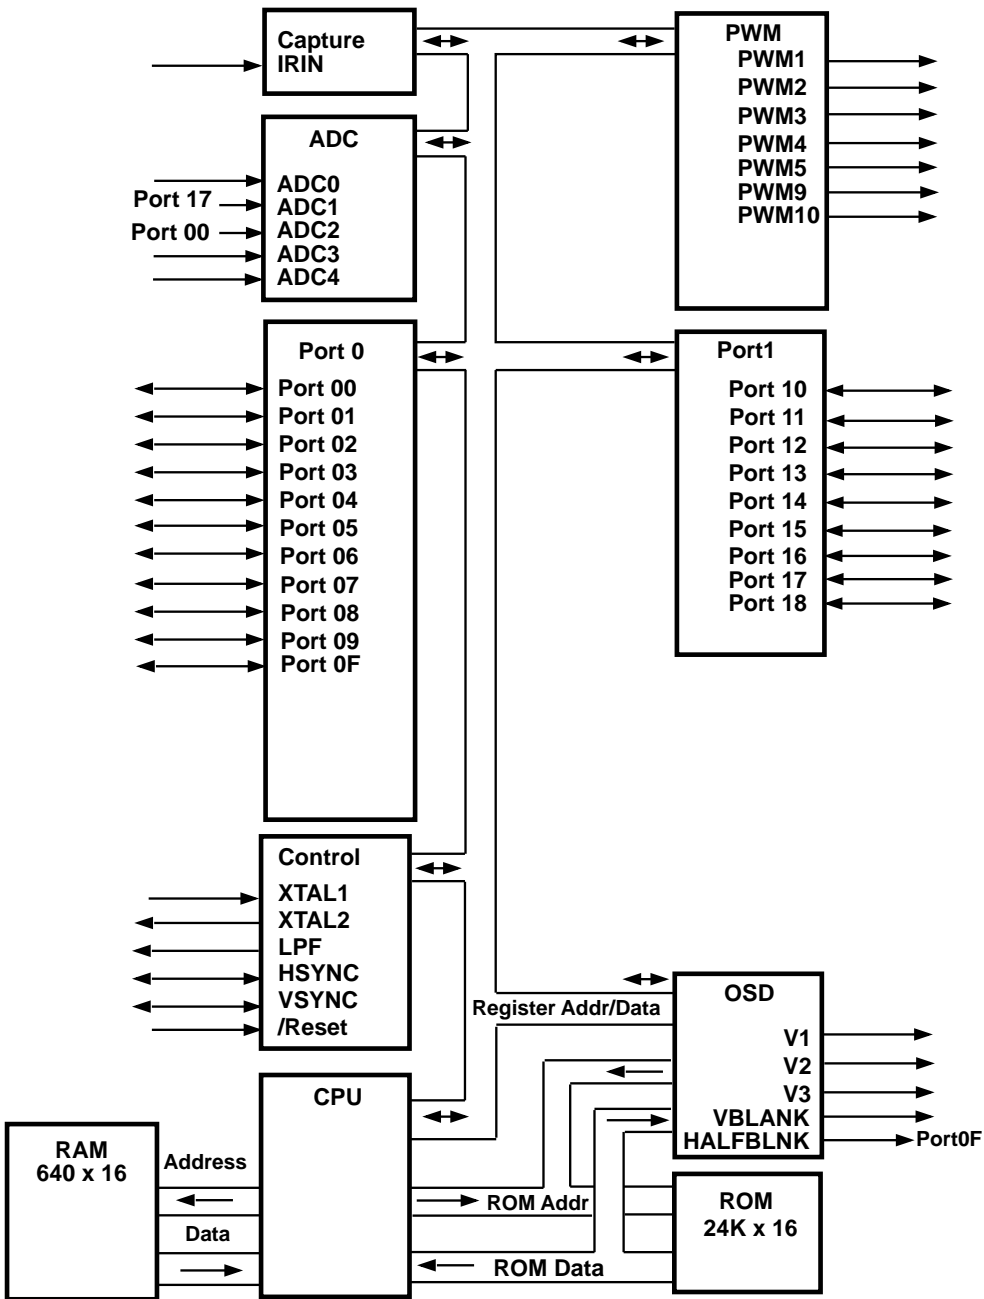 Capture
IRIN
PWM
PWM1
PWM2
PWM3
PWM4
PWM5
PWM9
PWM10
ADC
ADC0
Port 17
ADC1
Port 00
ADC2
ADC3
ADC4
Port 0
Port 00
Port 01
Port 02
Port 03
Port 04
Port 05
Port 06
Port 07
Port 08
Port 09
Port 0F
Port1
Port 10
Port 11
Port 12
Port 13
Port 14
Port 15
Port 16
Port 17
Port 18
Control
XTAL1
XTAL2
LPF
HSYNC
VSYNC
/Reset
Register Addr/Data
OSD
V1
V2
V3
VBLANK
HALFBLNK
Port0F
CPU
RAM
640 x 16
Address
Data
ROM Addr
ROM Data
ROM
24K x 16